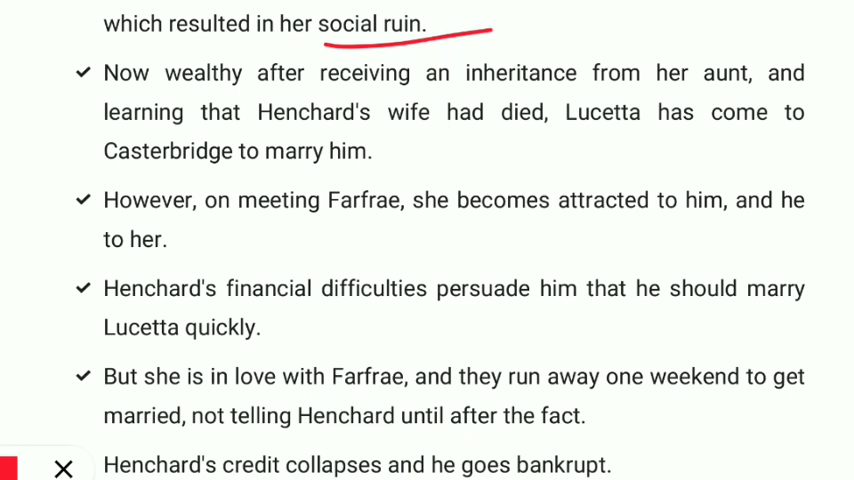 which resulted in her social ruin.
✓ Now wealthy after receiving an inheritance from her aunt, and
learning that Henchard's wife had died, Lucetta has come to
Casterbridge to marry him.
✓ However, on meeting Farfrae, she becomes attracted to him, and he
to her.
✓ Henchard's financial difficulties persuade him that he should marry
Lucetta quickly.
✓ But she is in love with Farfrae, and they run away one weekend to get
married, not telling Henchard until after the fact.
Henchard's credit collapses and he goes bankrupt.